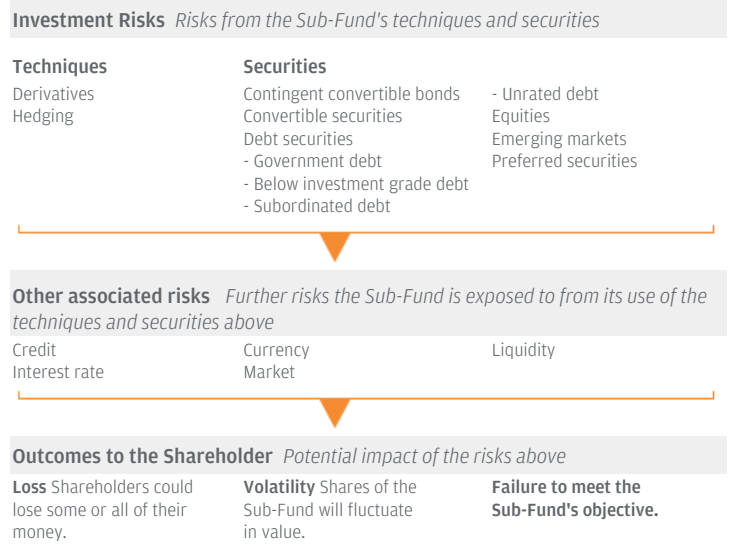 Investment Risks Risks from the Sub-Fund's techniques and securities
Techniques
Derivatives
Hedging
Securities
Contingent convertible bonds
Convertible securities
Debt securities
- Government debt
- Below investment grade debt
- Subordinated debt
- Unrated debt
Equities
Emerging markets
Preferred securities
Other associated risks Further risks the Sub-Fund is exposed to from its use of the
techniques and securities above
Credit
Interest rate
Currency
Market
Liquidity
Outcomes to the Shareholder Potential impact of the risks above
Loss Shareholders could
lose some or all of their
money.
Volatility Shares of the
Sub-Fund will fluctuate
in value.
Failure to meet the
Sub-Fund's objective.